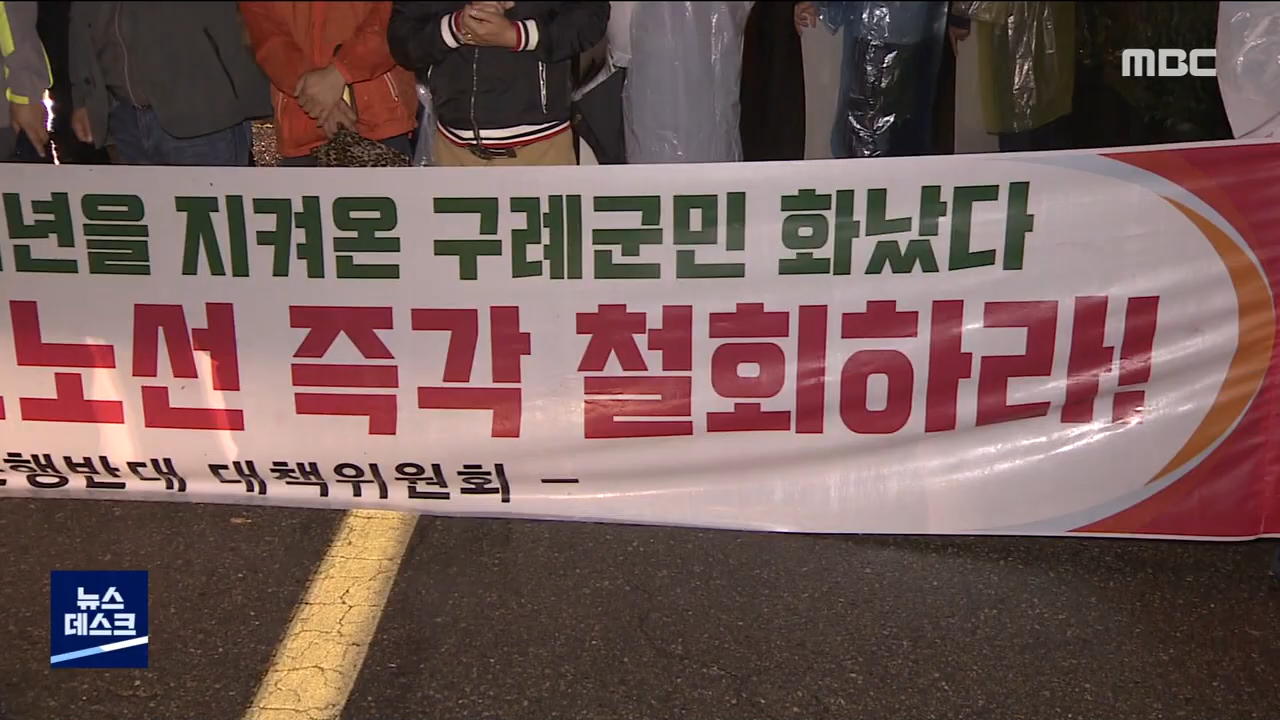 MBC
년을 지켜온 구례군민 화났다
노선 즉각 철회하라!!
행반대 대책위원회 –
뉴스
데스크